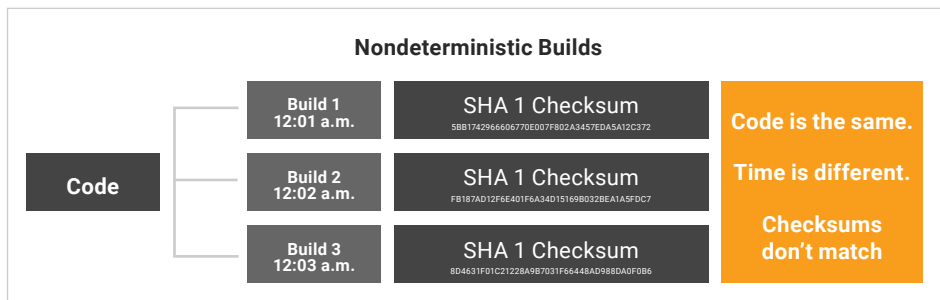 Nondeterministic Builds
Code
Build 1
12:01 a.m.
SHA 1 Checksum
5BB1742966606770E007F802A3457EDA5A12C372
Build 2
12:02 a.m.
SHA 1 Checksum
FB187AD12F6E401F6A34D15169B032BEA1A5FDC7
Build 3
12:03 a.m.
SHA 1 Checksum
8D4631F01C21228A9B7031F66448AD988DA0F0B6
Code is the same.
Time is different.
Checksums
don’t match